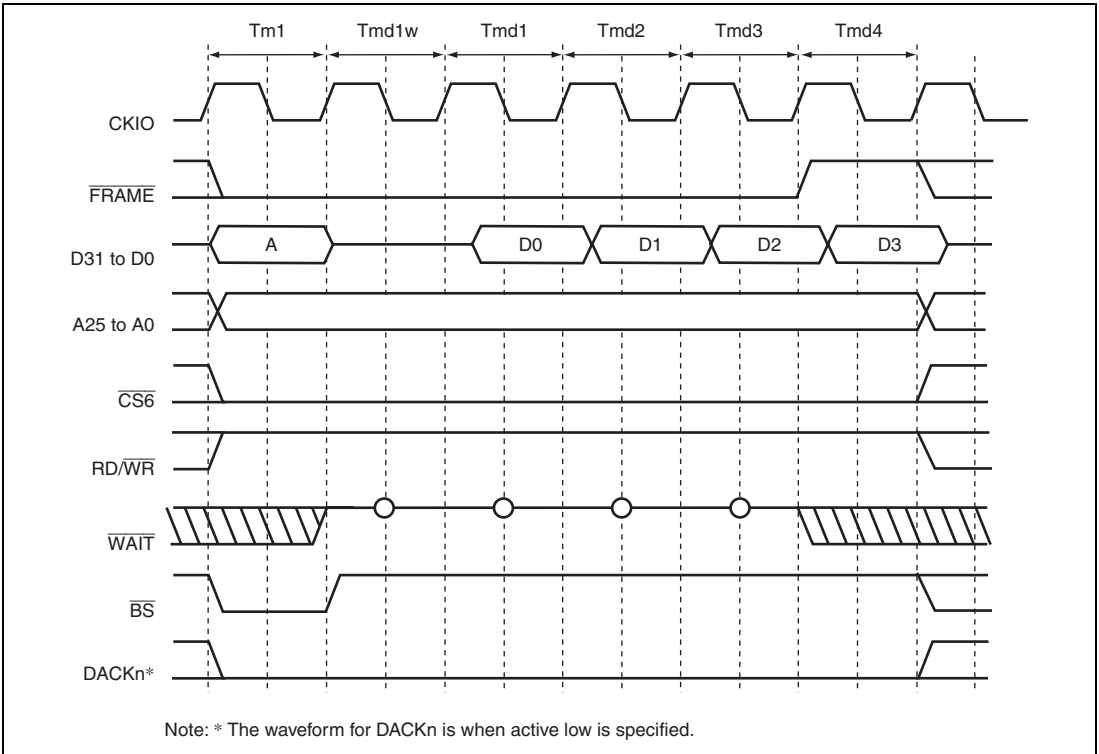 Tm1 Tmd1w Tmd1 Tmd2 Tmd3 Tmd4
CKIO
FRAME
D31 to D0 A D0 D1 D2 D3
A25 to A0
CS6
RD/WR
WAIT
BS
DACKn*
Note: * The waveform for DACKn is when active low is specified.